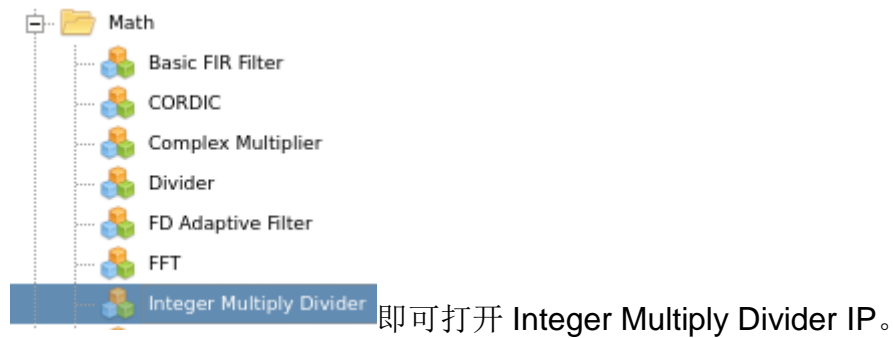 Math
Basic FIR Filter
CORDIC
Complex Multiplier
Divider
FD Adaptive Filter
FFT
Integer Multiply Divider 即可打开 Integer Multiply Divider IP。